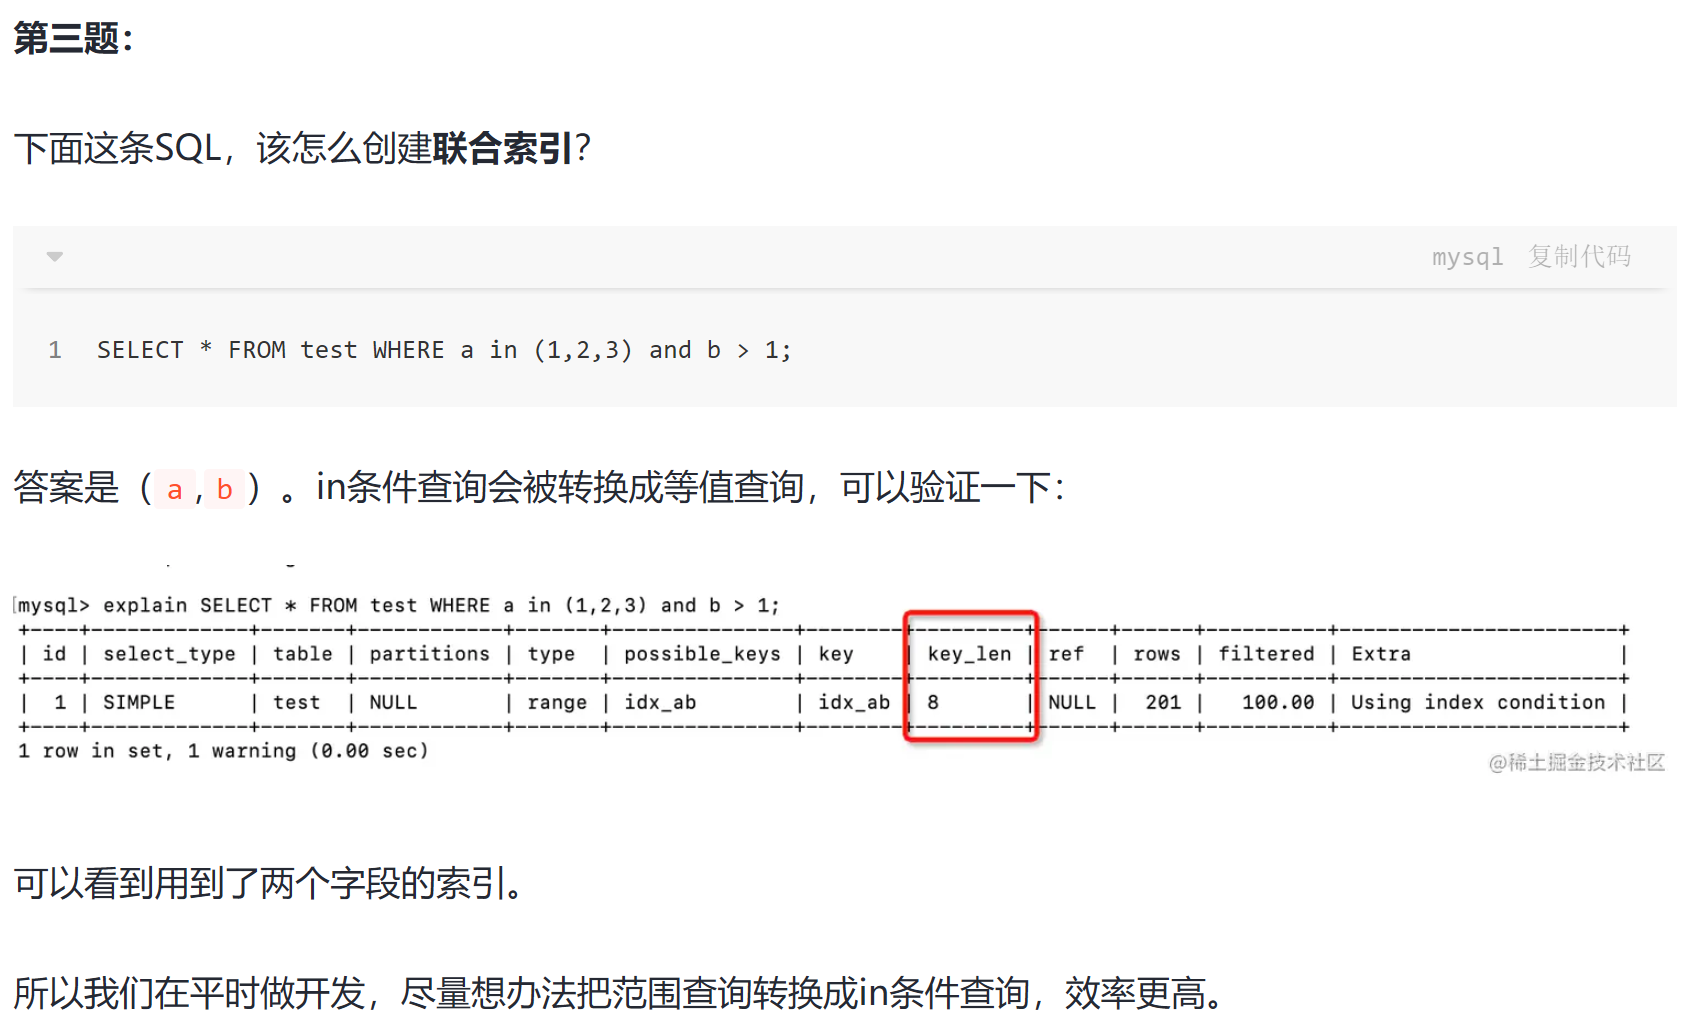 第三题：
下面这条SQL，该怎么创建联合索引？
mysql 复制代码
1 SELECT * FROM test WHERE a in (1,2,3) and b > 1;
答案是（a,b）。in条件查询会被转换成等值查询，可以验证一下：
mysql> explain SELECT * FROM test WHERE a in (1,2,3) and b > 1;
+----+-------------+-------+------------+-------+---------------+--------+---------+------+------+----------+-----------------------+
| id | select_type | table | partitions | type  | possible_keys | key    | key_len | ref  | rows | filtered | Extra                 |
+----+-------------+-------+------------+-------+---------------+--------+---------+------+------+----------+-----------------------+
|  1 | SIMPLE      | test  | NULL       | range | idx_ab        | idx_ab | 8       | NULL |  201 |   100.00 | Using index condition |
+----+-------------+-------+------------+-------+---------------+--------+---------+------+------+----------+-----------------------+
1 row in set, 1 warning (0.00 sec)
@稀土掘金技术社区
可以看到用到了两个字段的索引。
所以我们在平时做开发，尽量想办法把范围查询转换成in条件查询，效率更高。